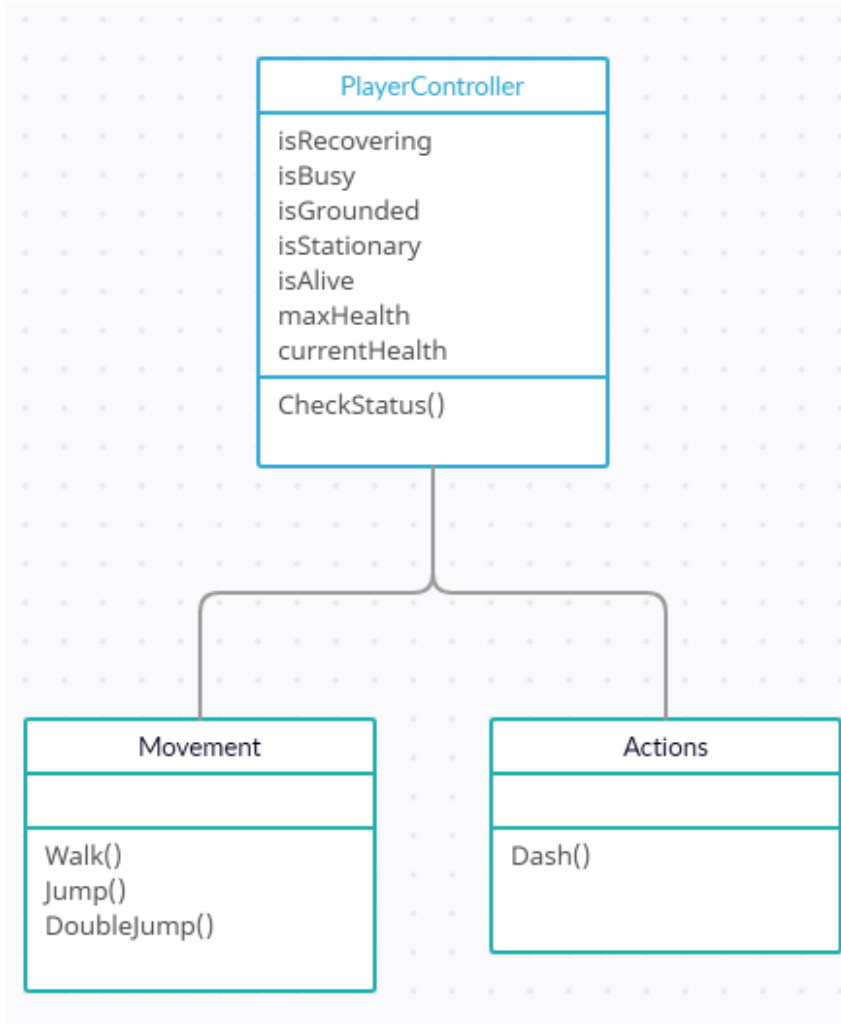 PlayerController
isRecovering
isBusy
isGrounded
isStationary
isAlive
maxHealth
currentHealth
CheckStatus()
Movement
Walk()
Jump()
DoubleJump()
Actions
Dash()